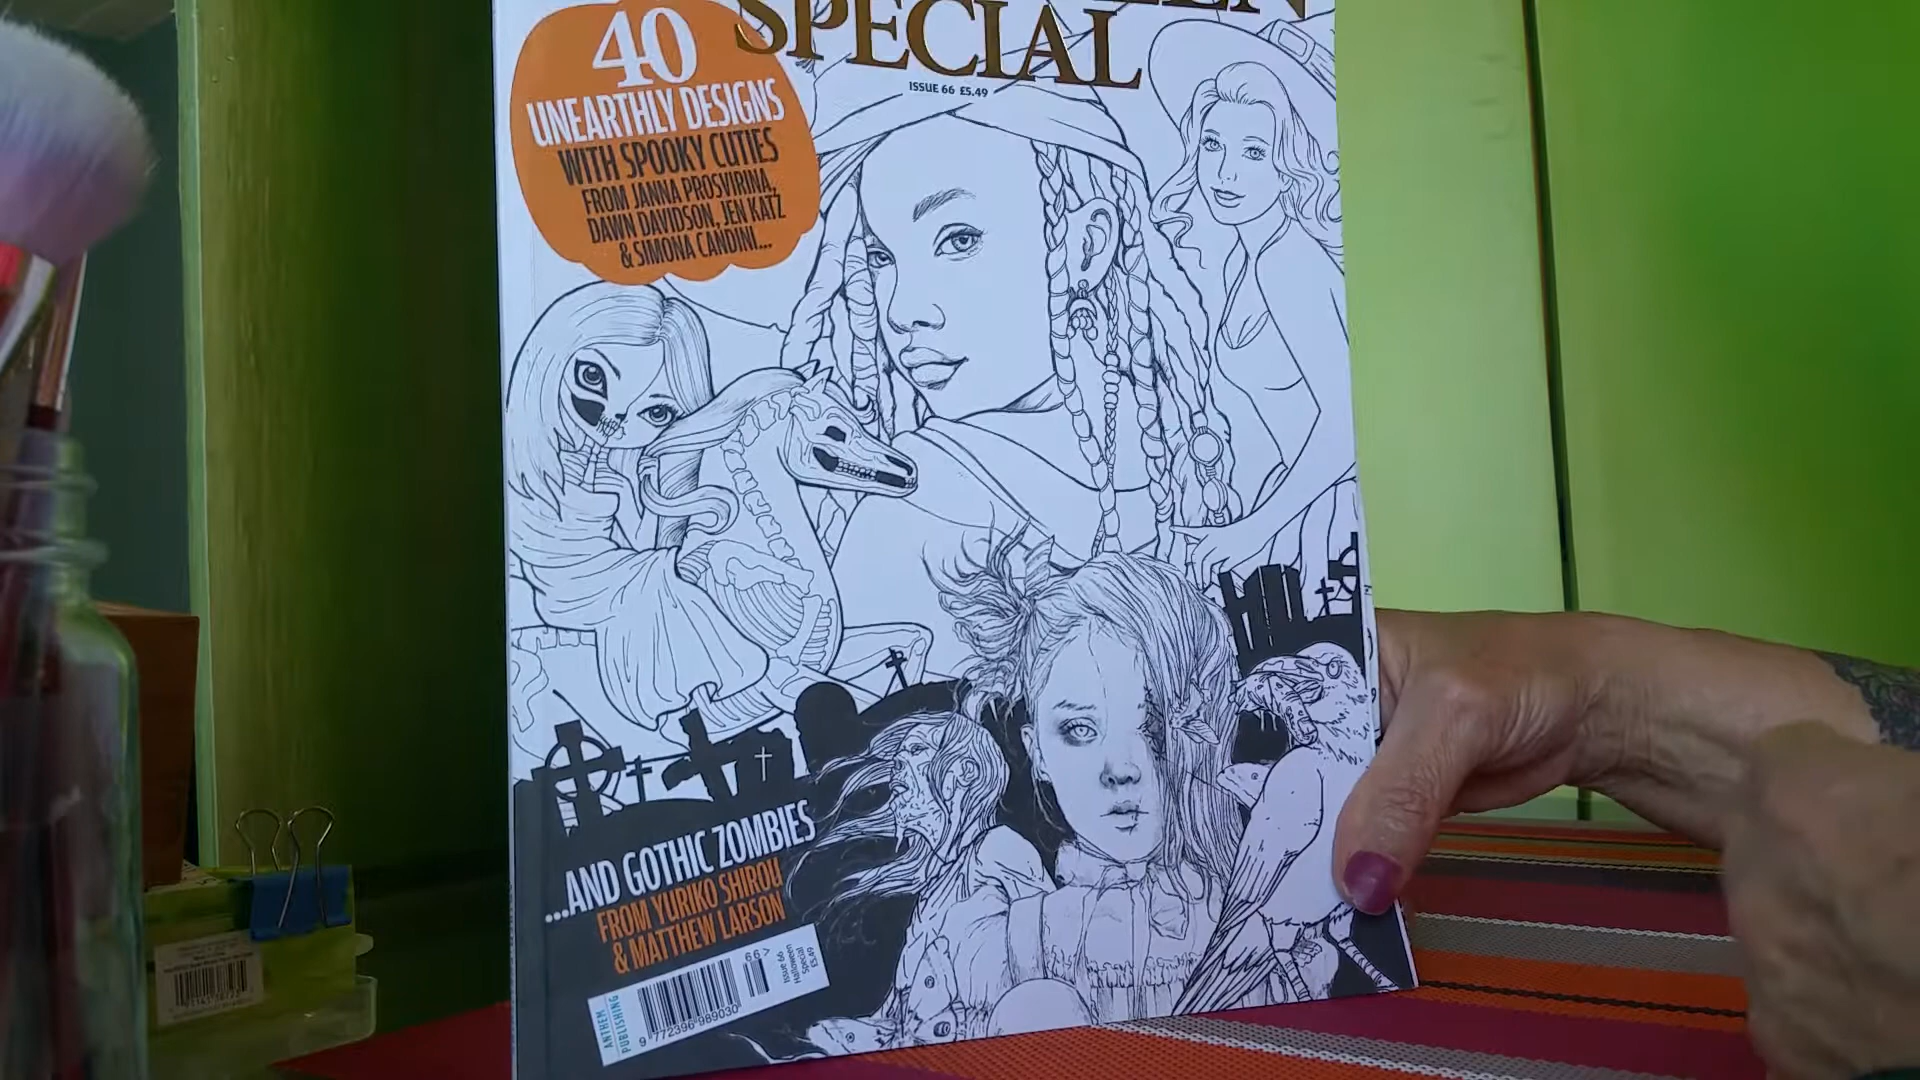 SPECIAL
ISSUE 66 £5.49
40
UNEARTHLY DESIGNS
WITH SPOOKY CUTIES
FROM JANNA PROSVIRINA,
DAWN DAVIDSON, JEN KATZ
& SIMONA CANDINI...
...AND GOTHIC ZOMBIES
FROM YURIKO SHIROU
& MATTHEW LARSON
ANTHEM
PUBLISHING
66>
9 772396 989030
Issue 66
Halloween
Special
£5.49